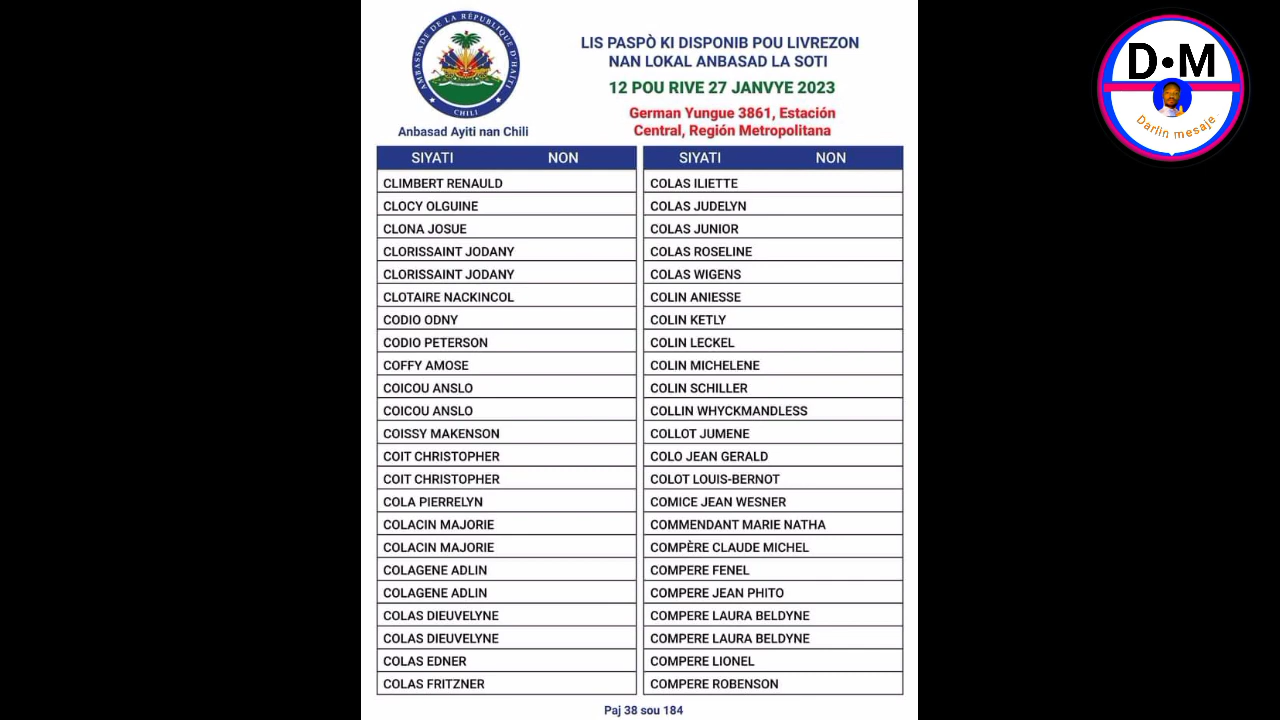 AMBASSADE DE LA RÉPUBLIQUE D'HAÏTI
CHILI
Anbasad Ayiti nan Chili
LIS PASPÒ KI DISPONIB POU LIVREZON
NAN LOKAL ANBASAD LA SOTI
12 POU RIVE 27 JANVYE 2023
German Yungue 3861, Estación
Central, Región Metropolitana
D•M
Darlin mesaje
SIYATI NON
CLIMBERT RENAULD
CLOCY OLGUINE
CLONA JOSUE
CLORISSAINT JODANY
CLORISSAINT JODANY
CLOTAIRE NACKINCOL
CODIO ODNY
CODIO PETERSON
COFFY AMOSE
COICOU ANSLO
COICOU ANSLO
COISSY MAKENSON
COIT CHRISTOPHER
COIT CHRISTOPHER
COLA PIERRELYN
COLACIN MAJORIE
COLACIN MAJORIE
COLAGENE ADLIN
COLAGENE ADLIN
COLAS DIEUVELYNE
COLAS DIEUVELYNE
COLAS EDNER
COLAS FRITZNER
SIYATI NON
COLAS ILIETTE
COLAS JUDELYN
COLAS JUNIOR
COLAS ROSELINE
COLAS WIGENS
COLIN ANIESSE
COLIN KETLY
COLIN LECKEL
COLIN MICHELENE
COLIN SCHILLER
COLLIN WHYCKMANDLESS
COLLOT JUMENE
COLO JEAN GERALD
COLOT LOUIS-BERNOT
COMICE JEAN WESNER
COMMENDANT MARIE NATHA
COMPÈRE CLAUDE MICHEL
COMPERE FENEL
COMPERE JEAN PHITO
COMPERE LAURA BELDYNE
COMPERE LAURA BELDYNE
COMPERE LIONEL
COMPERE ROBENSON
Paj 38 sou 184